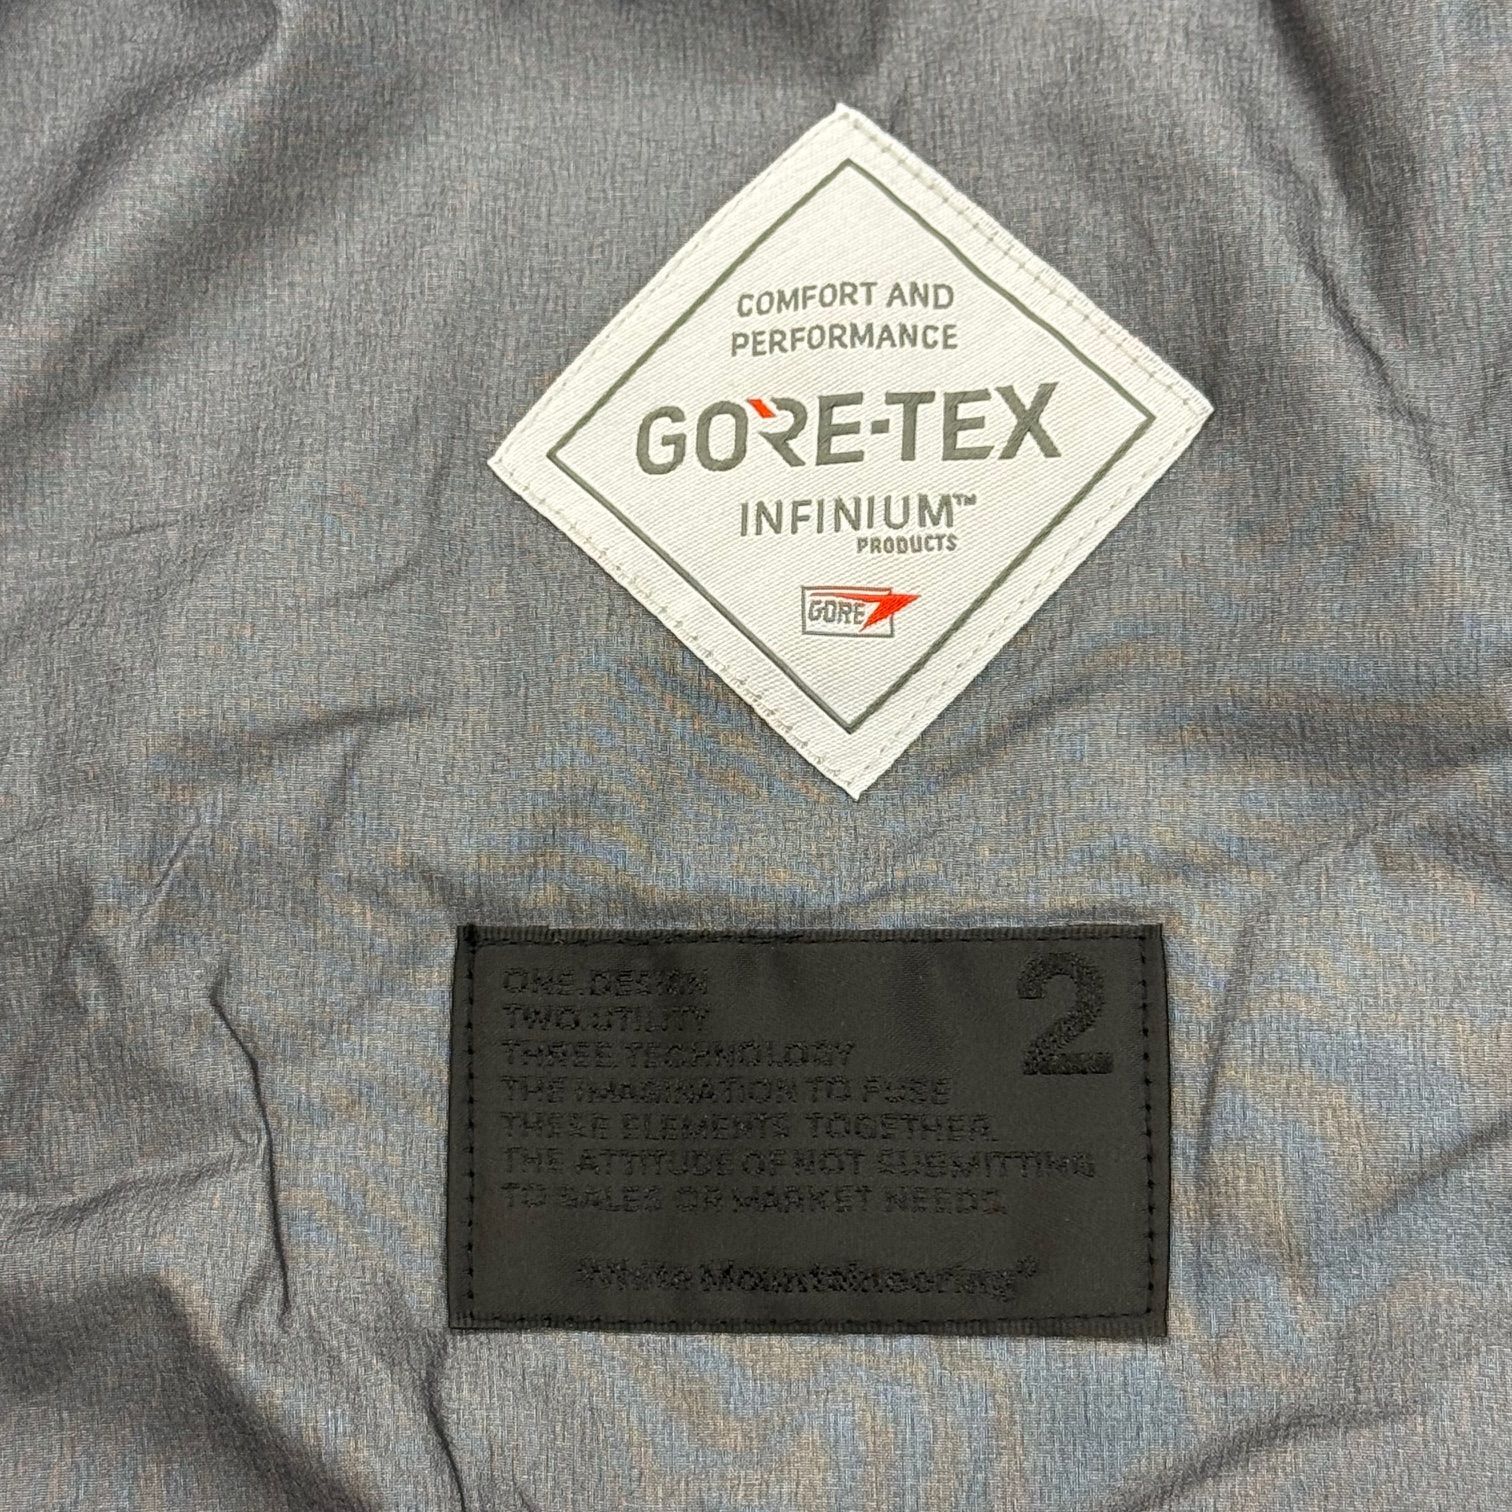 COMFORT AND
PERFORMANCE
GORE-TEX
INFINIUM™
PRODUCTS
GORE
2
ONE.DESIGN
TWO.UTILITY
THREE.TECHNOLOGY
THE IMAGINATION TO FUSE
THESE ELEMENTS TOGETHER.
THE ATTITUDE OF NOT SUBMITTING
TO SALES OR MARKET NEEDS.
White Mountaineering®